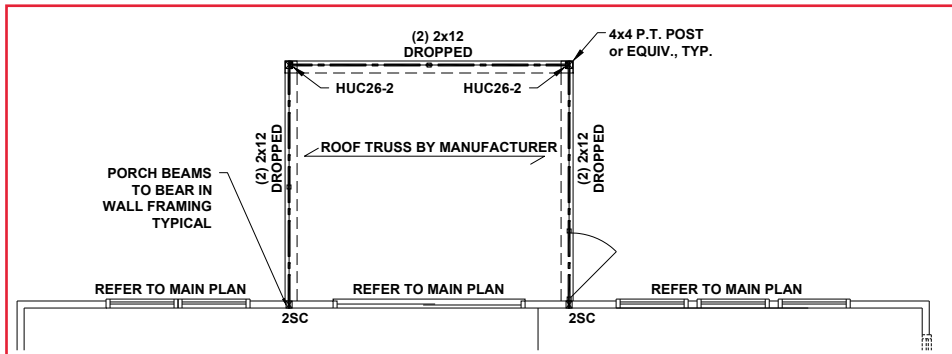 (2) 2x12
DROPPED
4x4 P.T. POST
or EQUIV., TYP.
HUC26-2
HUC26-2
(2) 2x12
DROPPED
ROOF TRUSS BY MANUFACTURER
(2) 2x12
DROPPED
PORCH BEAMS
TO BEAR IN
WALL FRAMING
TYPICAL
REFER TO MAIN PLAN
REFER TO MAIN PLAN
REFER TO MAIN PLAN
2SC
2SC